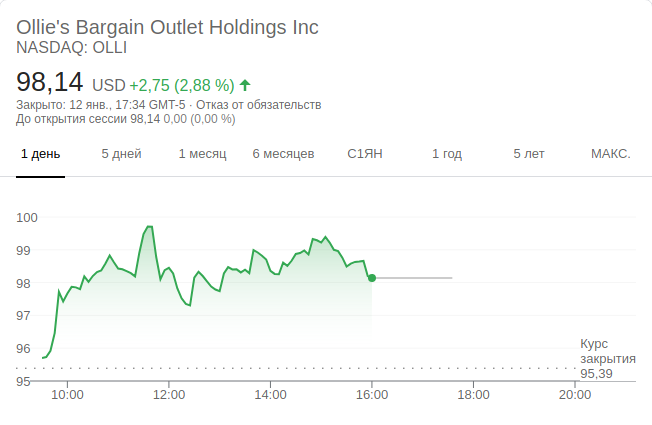 Ollie's Bargain Outlet Holdings Inc
NASDAQ: OLLI
98,14 USD +2,75 (2,88 %)
Закрыто: 12 янв., 17:34 GMT-5 · Отказ от обязательств
До открытия сессии 98,14 0,00 (0,00 %)
1 день 5 дней 1 месяц 6 месяцев С1ЯН 1 год 5 лет МАКС.
100
99
98
97
96
95
Курс
закрытия
95,39
10:00 12:00 14:00 16:00 18:00 20:00